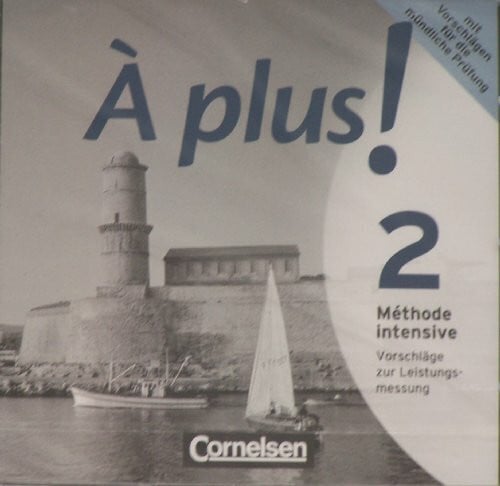 mit
Vorschlägen
für die
mündliche Prüfung
À plus!
2
Méthode
intensive
Vorschläge
zur Leistungs-
messung
Cornelsen